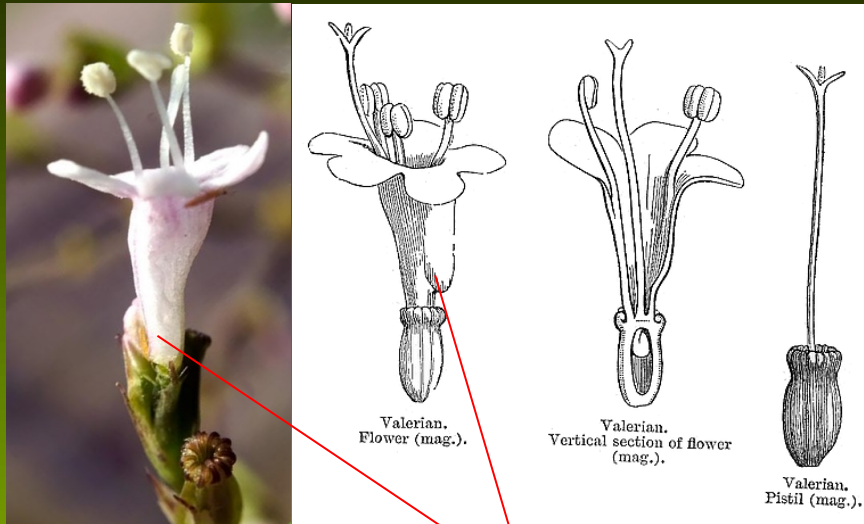 Valerian.
Flower (mag.).
Valerian.
Vertical section of flower
(mag.).
Valerian.
Pistil (mag.).